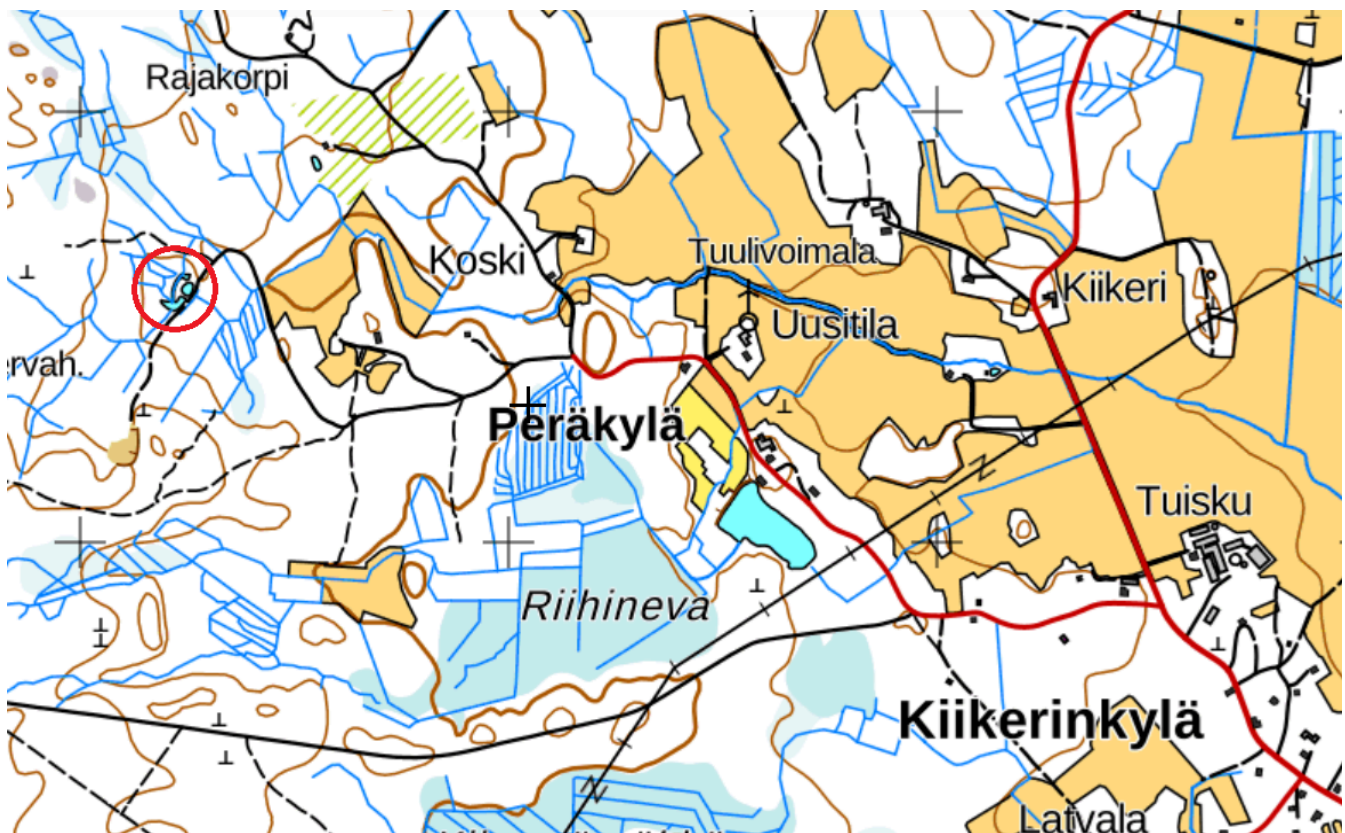 Rajakorpi
Koski
Tuulivoimala
Kiikeri
Uusitila
ervah.
Peräkylä
Tuisku
Riihineva
Kiikerinkylä
Latvala